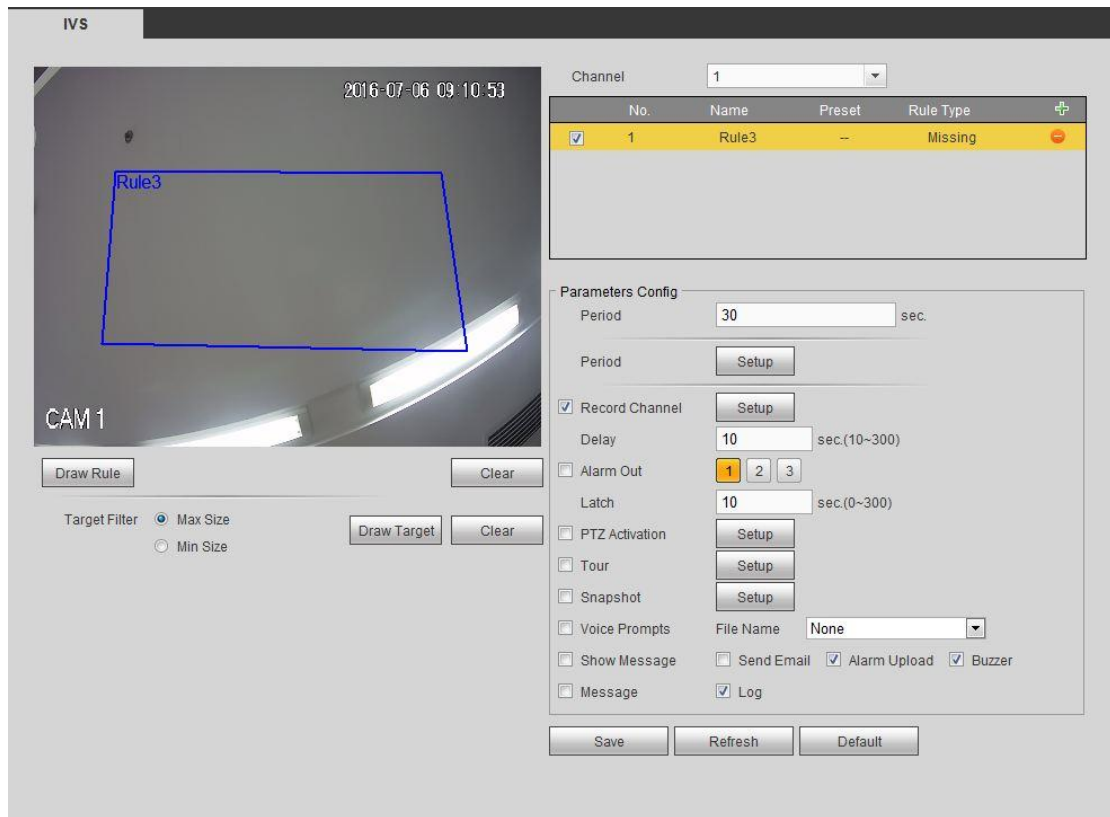 IVS
2016-07-06 09:10:53
Rule3
CAM 1
Draw Rule Clear
Target Filter Max Size
Min Size
Draw Target Clear
Channel 1
No. Name Preset Rule Type
1 Rule3 -- Missing
Parameters Config
Period 30 sec.
Period Setup
Record Channel Setup
Delay 10 sec.(10~300)
Alarm Out 1 2 3
Latch 10 sec.(0~300)
PTZ Activation Setup
Tour Setup
Snapshot Setup
Voice Prompts File Name None
Show Message Send Email Alarm Upload Buzzer
Message Log
Save Refresh Default